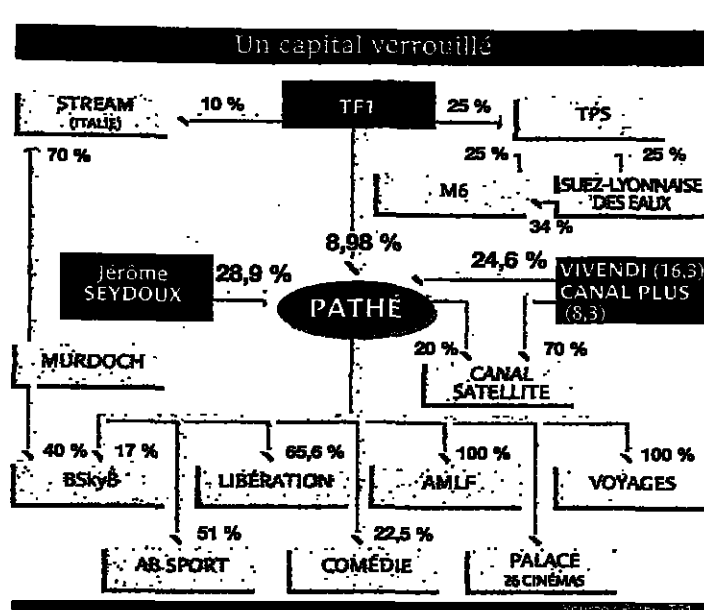 Un capital verrouillé
STREAM
(ITALIE)
10 %
TF1
25 %
TPS
70 %
25 %
25 %
M6
SUEZ-LYONNAISE
DES EAUX
34 %
8,98 %
Jérôme
SEYDOUX
28,9 %
PATHÉ
24,6 %
VIVENDI (16,3)
CANAL PLUS
(8,3)
MURDOCH
20 %
70 %
CANAL
SATELLITE
40 %
17 %
65,6 %
100 %
100 %
BSkyB
LIBÉRATION
AMLF
VOYAGES
51 %
22,5 %
AB SPORT
COMÉDIE
PALACE
26 CINÉMAS
TF1